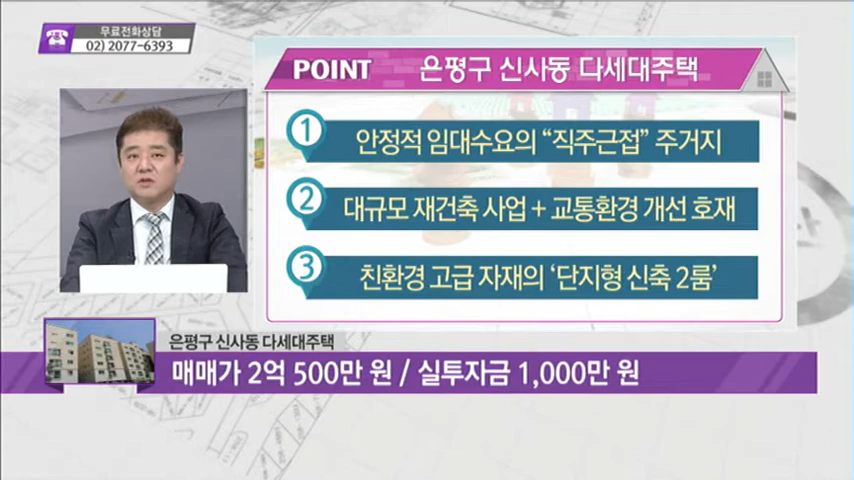 무료전화상담
02) 2077-6393
POINT 은평구 신사동 다세대주택
1 안정적 임대수요의 “직주근접” 주거지
2 대규모 재건축 사업 + 교통환경 개선 호재
3 친환경 고급 자재의 ‘단지형 신축 2룸’
은평구 신사동 다세대주택
매매가 2억 500만 원 / 실투자금 1,000만 원